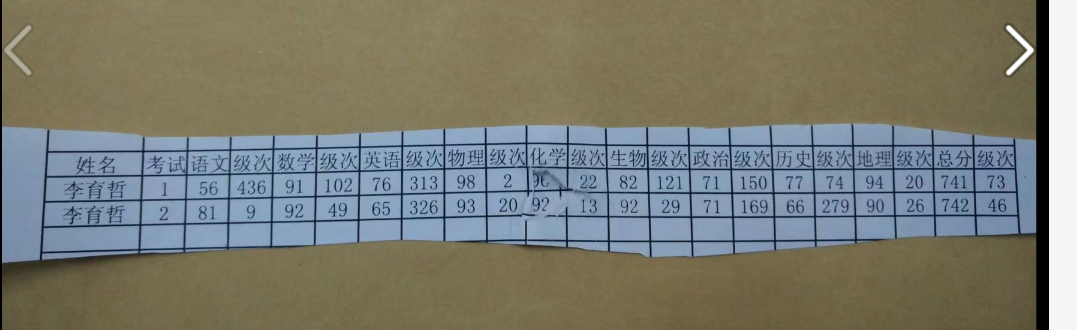 姓名 考试 语文 级次 数学 级次 英语 级次 物理 级次 化学 级次 生物 级次 政治 级次 历史 级次 地理 级次 总分 级次
李育哲 1 56 436 91 102 76 313 98 2 96 22 82 121 71 150 77 74 94 20 741 73
李育哲 2 81 9 92 49 65 326 93 20 92 13 92 29 71 169 66 279 90 26 742 46